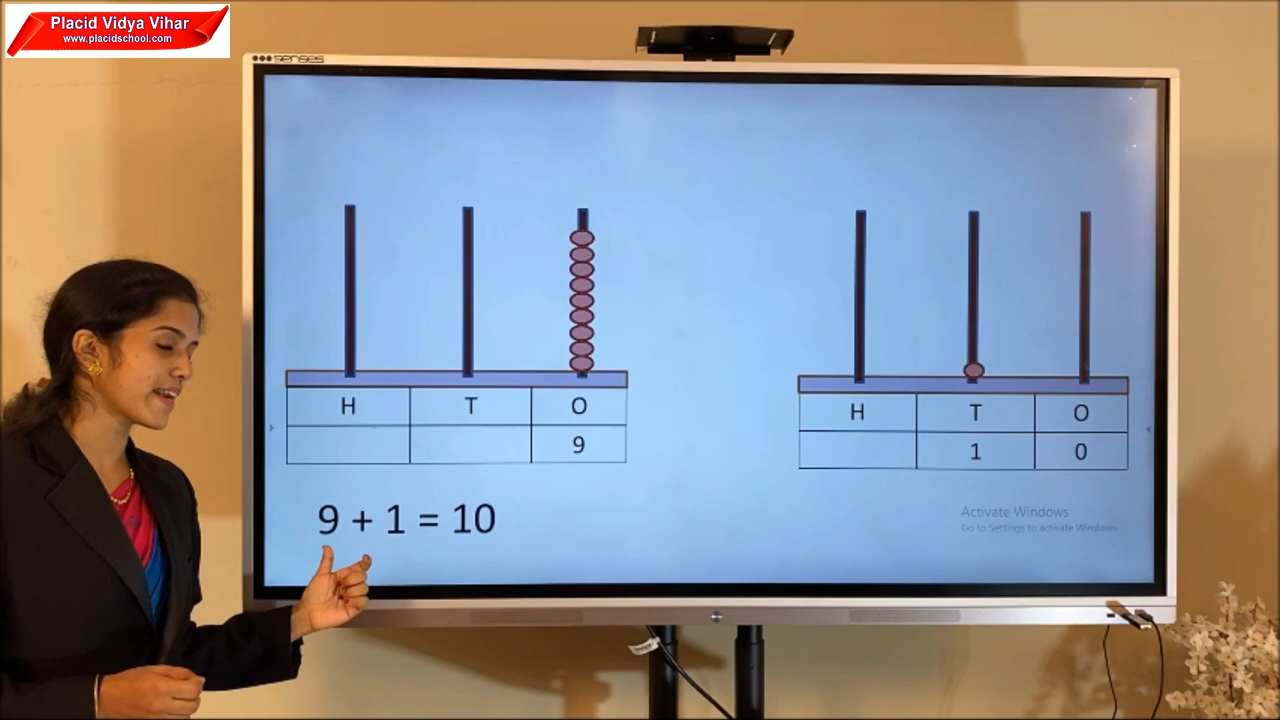 Placid Vidya Vihar
www.placidschool.com
senses
H T O
9
H T O
1 0
9 + 1 = 10
Activate Windows
Go to Settings to activate Windows.